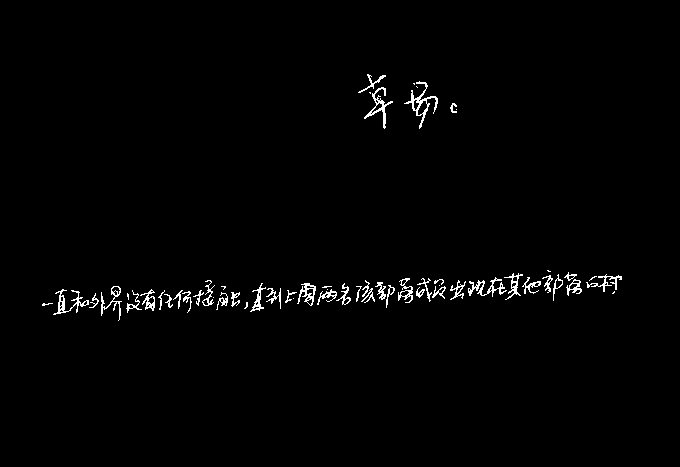 草易。
一直和外界没有任何接触,直到上周两名该部落成员出现在其他部落的村